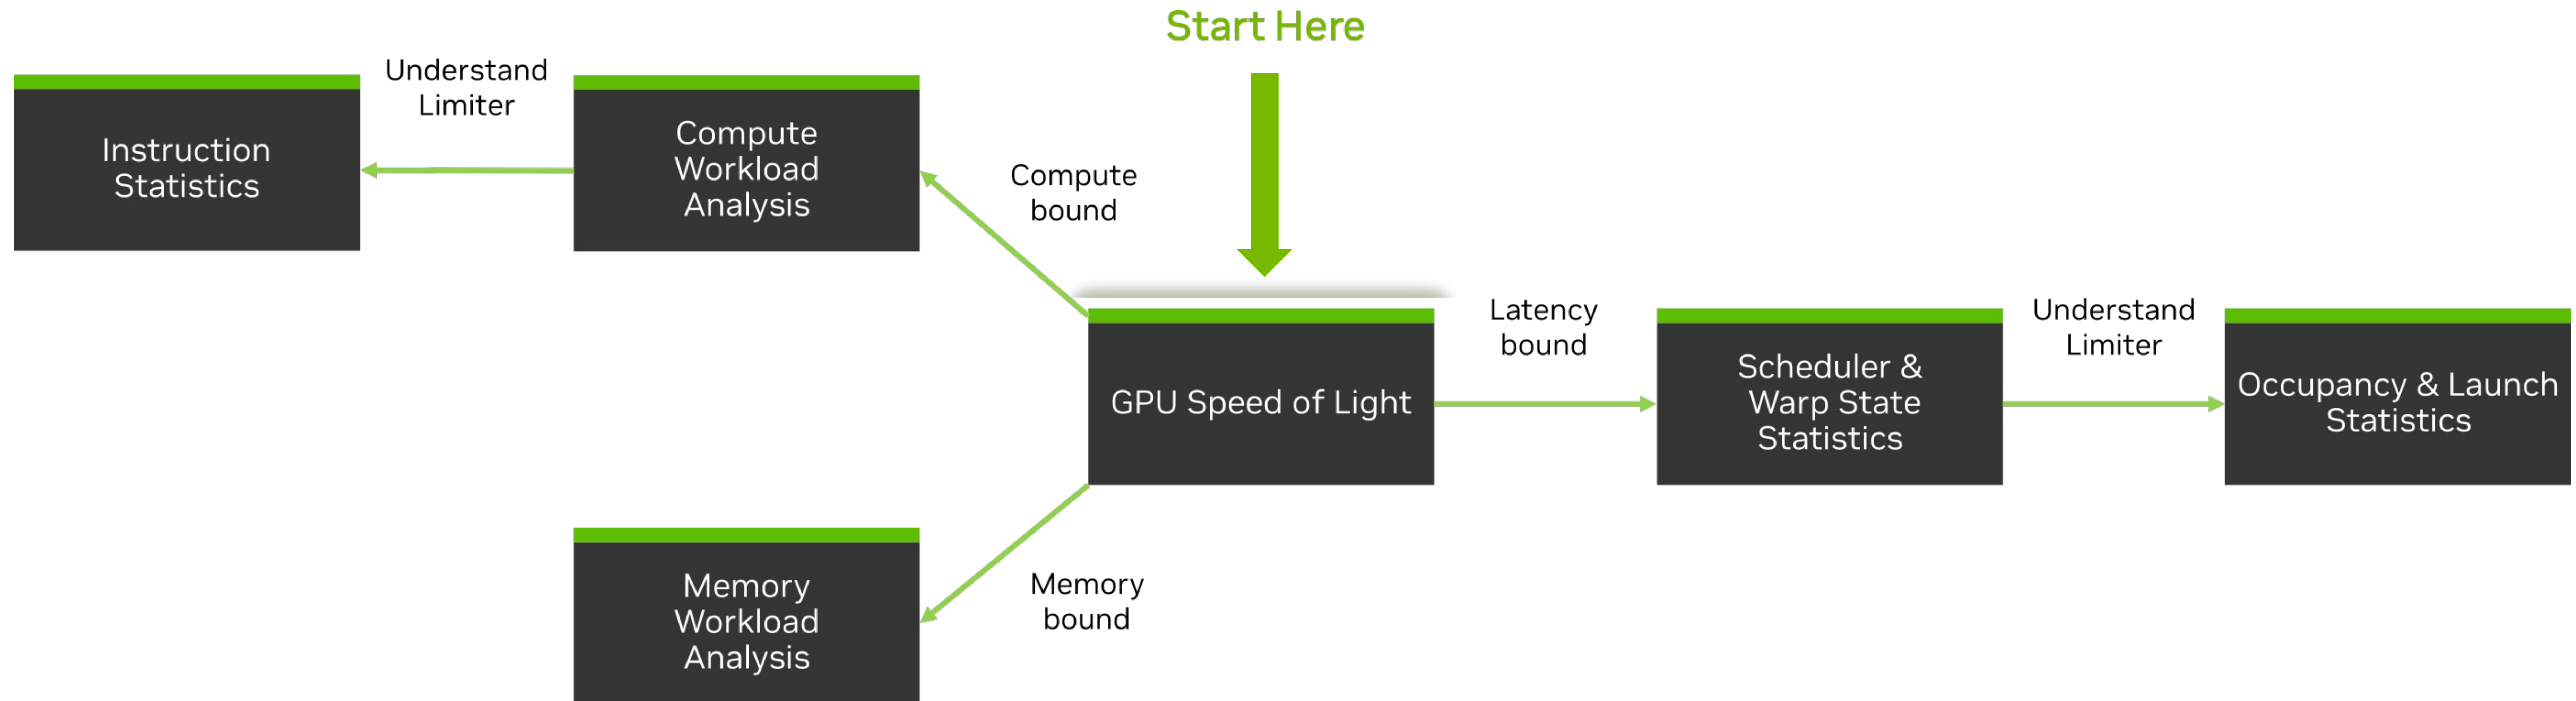 Start Here
Understand
Limiter
Instruction
Statistics
Compute
Workload
Analysis
Compute
bound
GPU Speed of Light
Latency
bound
Scheduler &
Warp State
Statistics
Understand
Limiter
Occupancy & Launch
Statistics
Memory
bound
Memory
Workload
Analysis